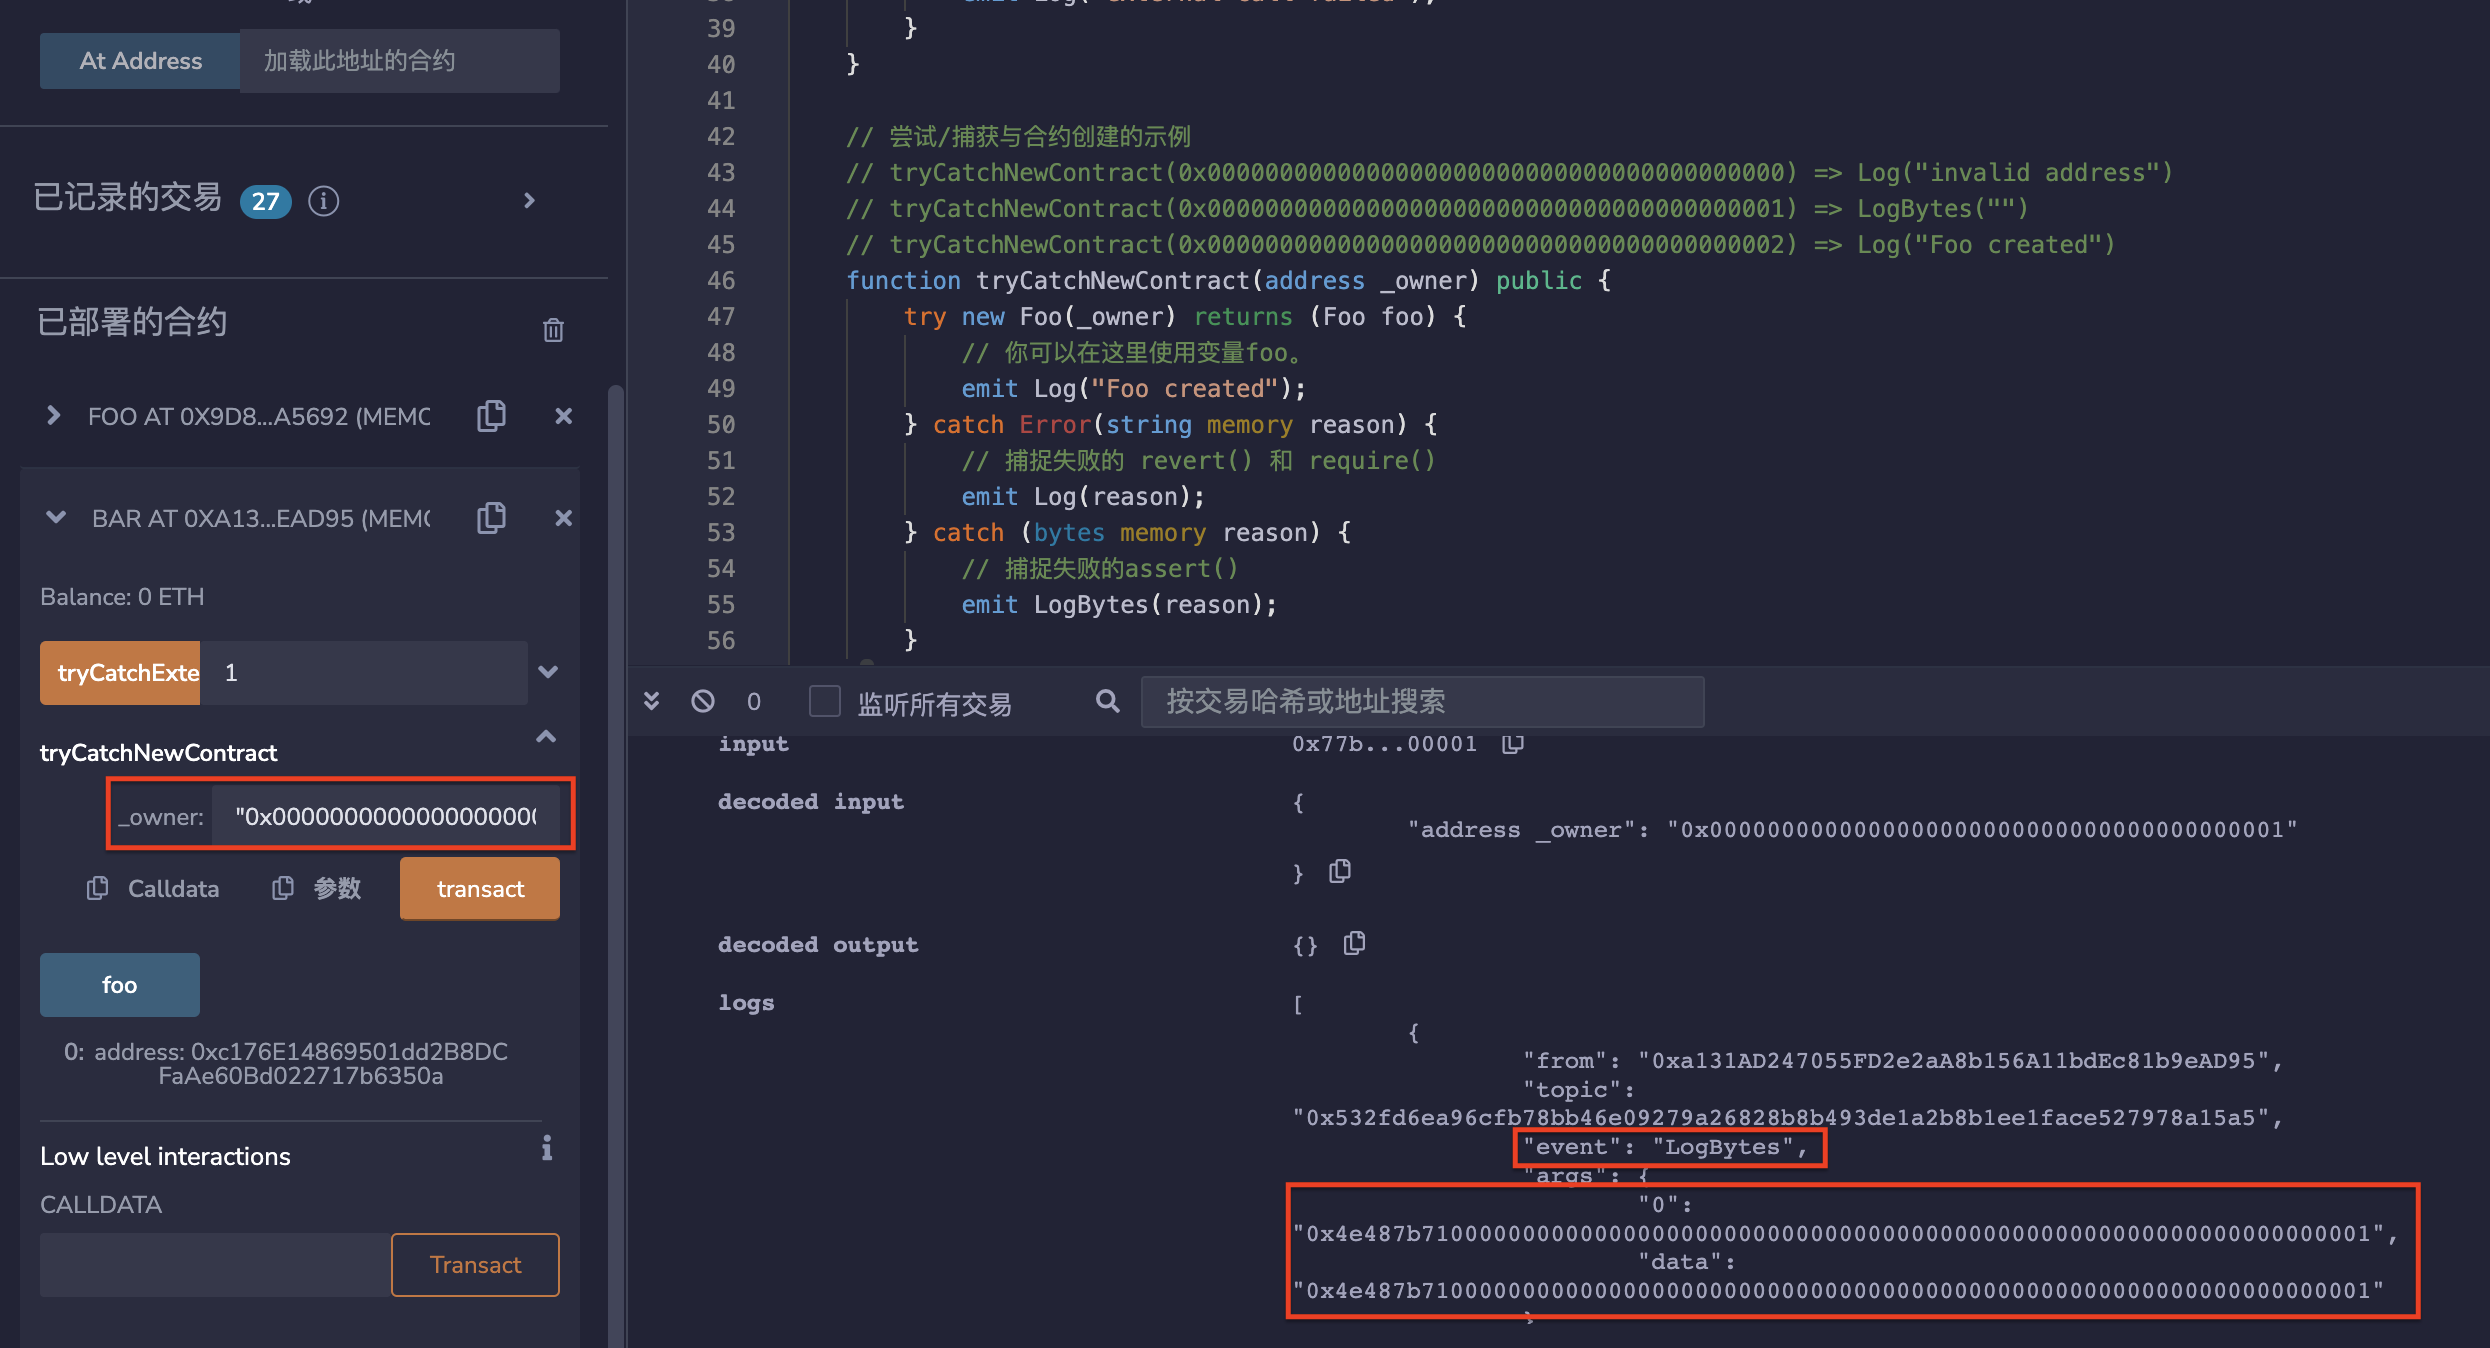 At Address
加载此地址的合约
已记录的交易 27
已部署的合约
FOO AT 0X9D8...A5692 (MEMO
BAR AT 0XA13...EAD95 (MEMO
Balance: 0 ETH
tryCatchExte 1
tryCatchNewContract
_owner: "0x0000000000000000000
Calldata 参数 transact
foo
0: address: 0xc176E14869501dd2B8DC
FaAe60Bd022717b6350a
Low level interactions
CALLDATA
Transact
39 }
40 }
41
42 // 尝试/捕获与合约创建的示例
43 // tryCatchNewContract(0x0000000000000000000000000000000000000000) => Log("invalid address")
44 // tryCatchNewContract(0x0000000000000000000000000000000000000001) => LogBytes("")
45 // tryCatchNewContract(0x0000000000000000000000000000000000000002) => Log("Foo created")
46 function tryCatchNewContract(address _owner) public {
47 try new Foo(_owner) returns (Foo foo) {
48 // 你可以在这里使用变量foo。
49 emit Log("Foo created");
50 } catch Error(string memory reason) {
51 // 捕捉失败的 revert() 和 require()
52 emit Log(reason);
53 } catch (bytes memory reason) {
54 // 捕捉失败的assert()
55 emit LogBytes(reason);
56 }
0 监听所有交易 按交易哈希或地址搜索
input 0x77b...00001
decoded input {
"address _owner": "0x0000000000000000000000000000000000000001"
}
decoded output {}
logs [
{
"from": "0xa131AD247055FD2e2aA8b156A11bdEc81b9eAD95",
"topic":
"0x532fd6ea96cfb78bb46e09279a26828b8b493de1a2b8b1ee1face527978a15a5",
"event": "LogBytes",
"args": {
"0":
"0x4e487b710000000000000000000000000000000000000000000000000000000000000001",
"data":
"0x4e487b710000000000000000000000000000000000000000000000000000000000000001"
}